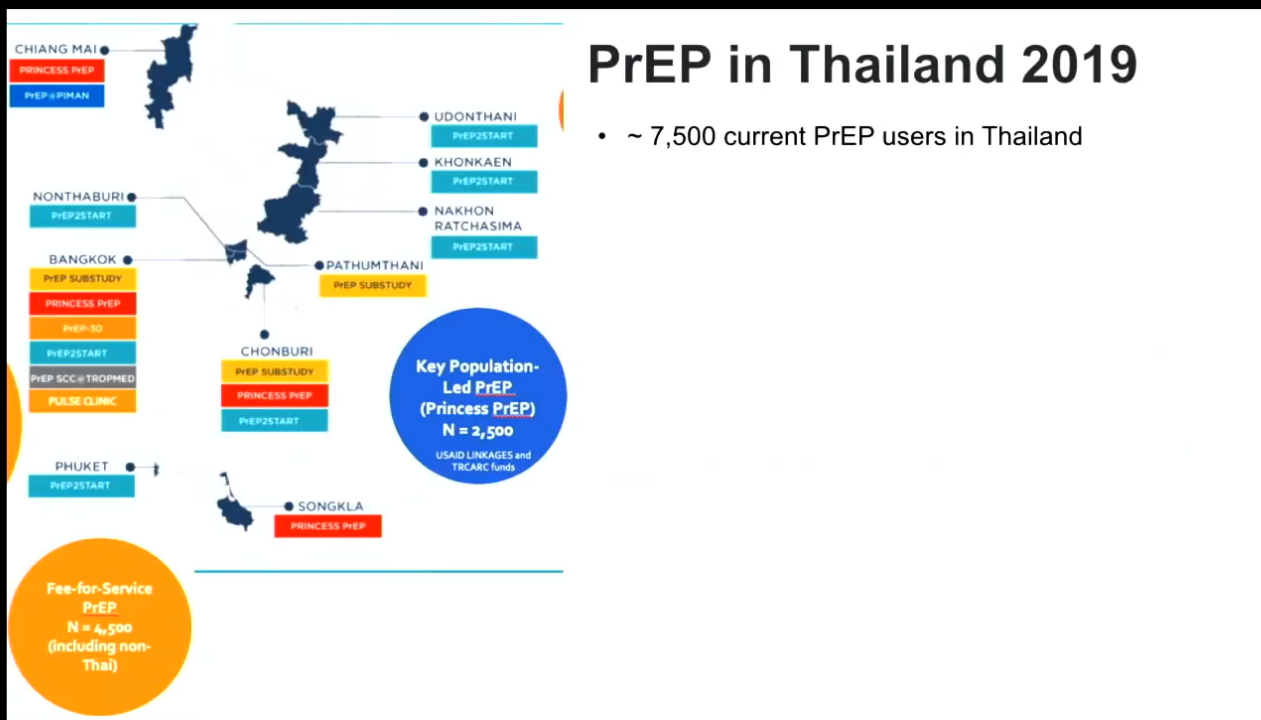 PrEP in Thailand 2019
• ~ 7,500 current PrEP users in Thailand
CHIANG MAI
PRINCESS PrEP
PrEP@PIMAN
UDONTHANI
PrEP2START
KHONKAEN
PrEP2START
NAKHON
RATCHASIMA
PrEP2START
NONTHABURI
PrEP2START
BANGKOK
PrEP SUBSTUDY
PRINCESS PrEP
PrEP-30
PrEP2START
PrEP SCC@TROPMED
PULSE CLINIC
PATHUMTHANI
PrEP SUBSTUDY
CHONBURI
PrEP SUBSTUDY
PRINCESS PrEP
PrEP2START
Key Population-
Led PrEP
(Princess PrEP)
N = 2,500
USAID LINKAGES and
TRCARC funds
PHUKET
PrEP2START
SONGKLA
PRINCESS PrEP
Fee-for-Service
PrEP
N = 4,500
(including non-
Thai)